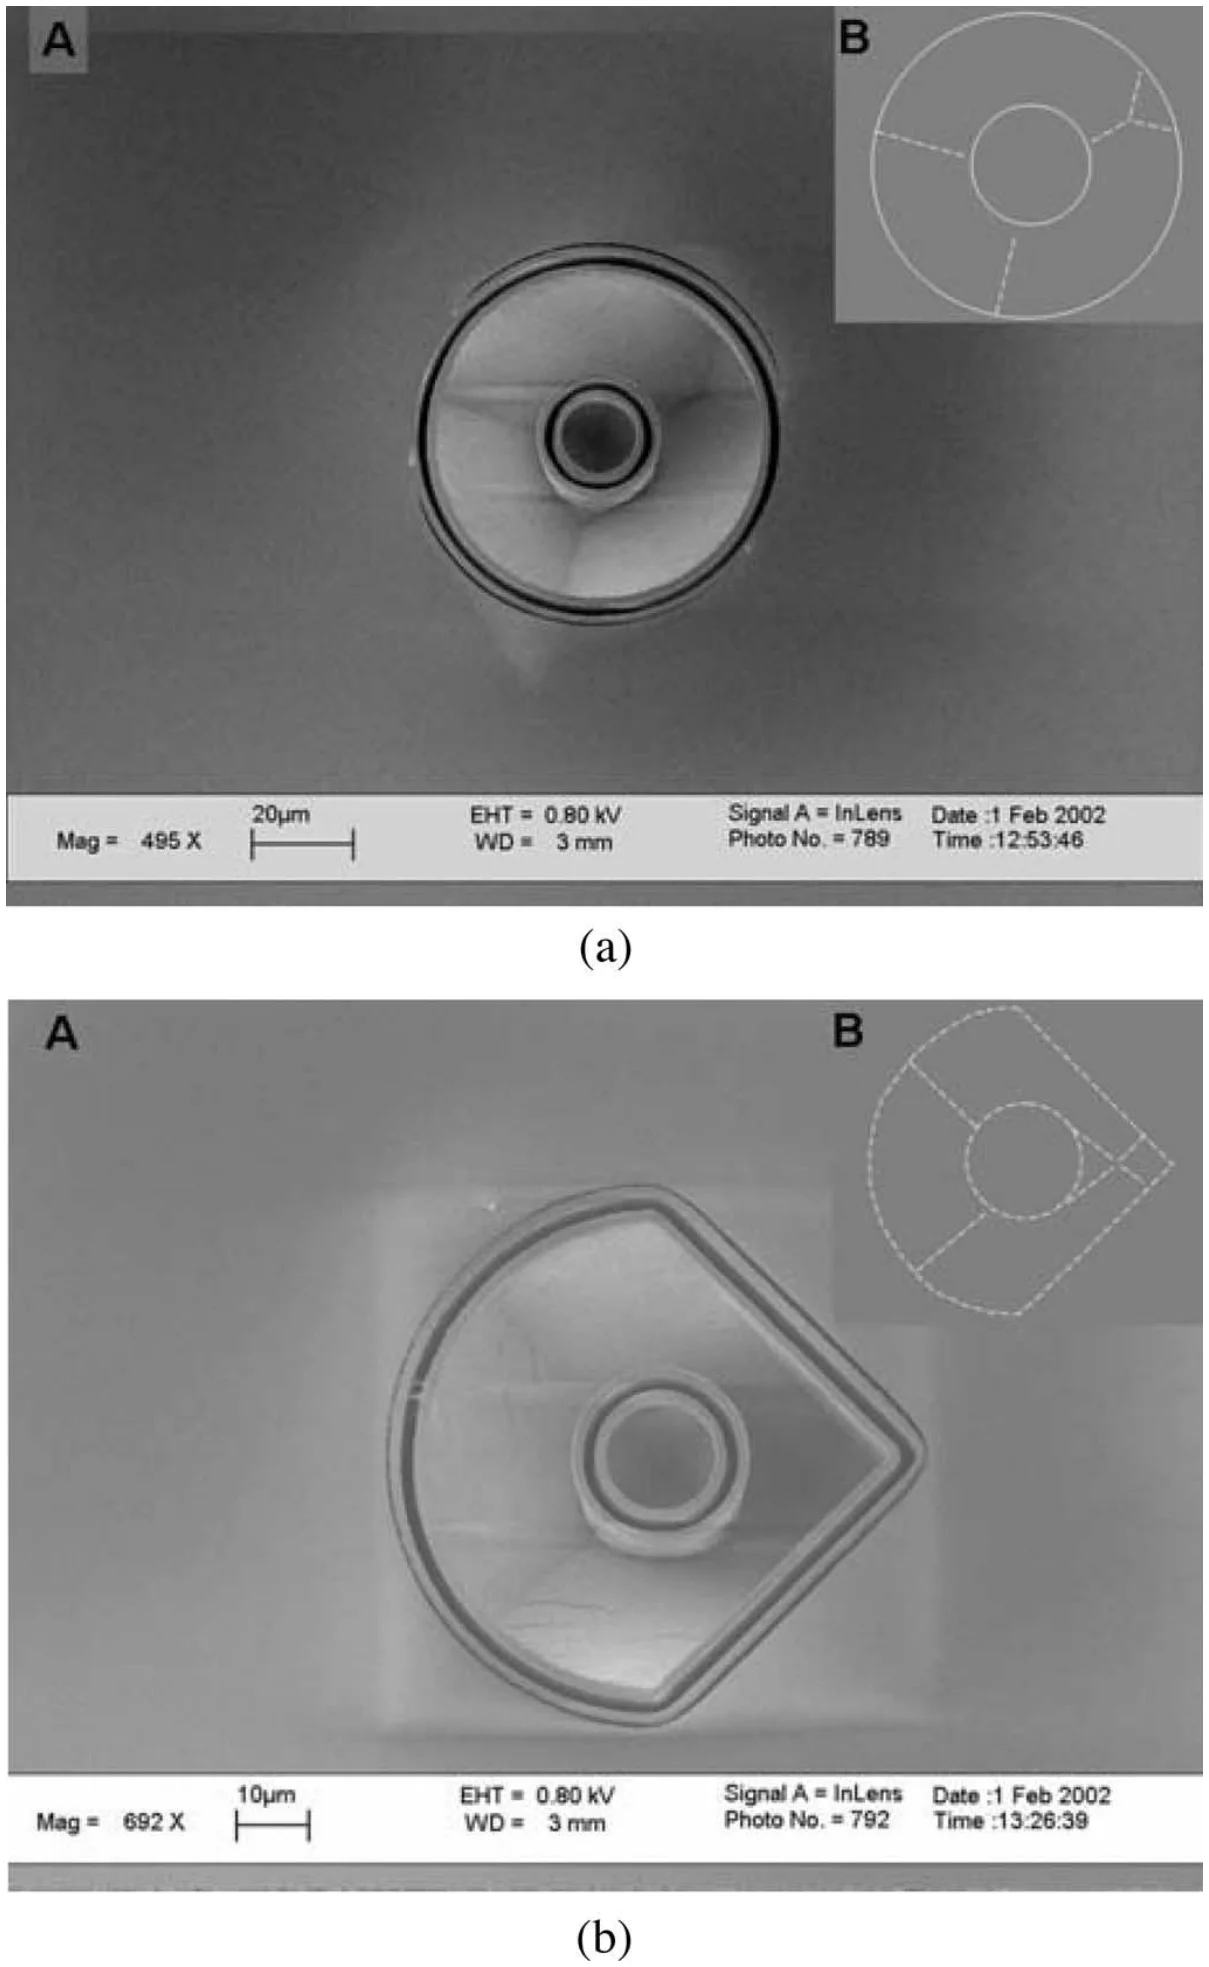 A
B
20µm
EHT = 0.80 kV
Signal A = InLens
Date :1 Feb 2002
Mag = 495 X
WD = 3 mm
Photo No. = 789
Time :12:53:46
(a)
A
B
10µm
EHT = 0.80 kV
Signal A = InLens
Date :1 Feb 2002
Mag = 692 X
WD = 3 mm
Photo No. = 792
Time :13:26:39
(b)